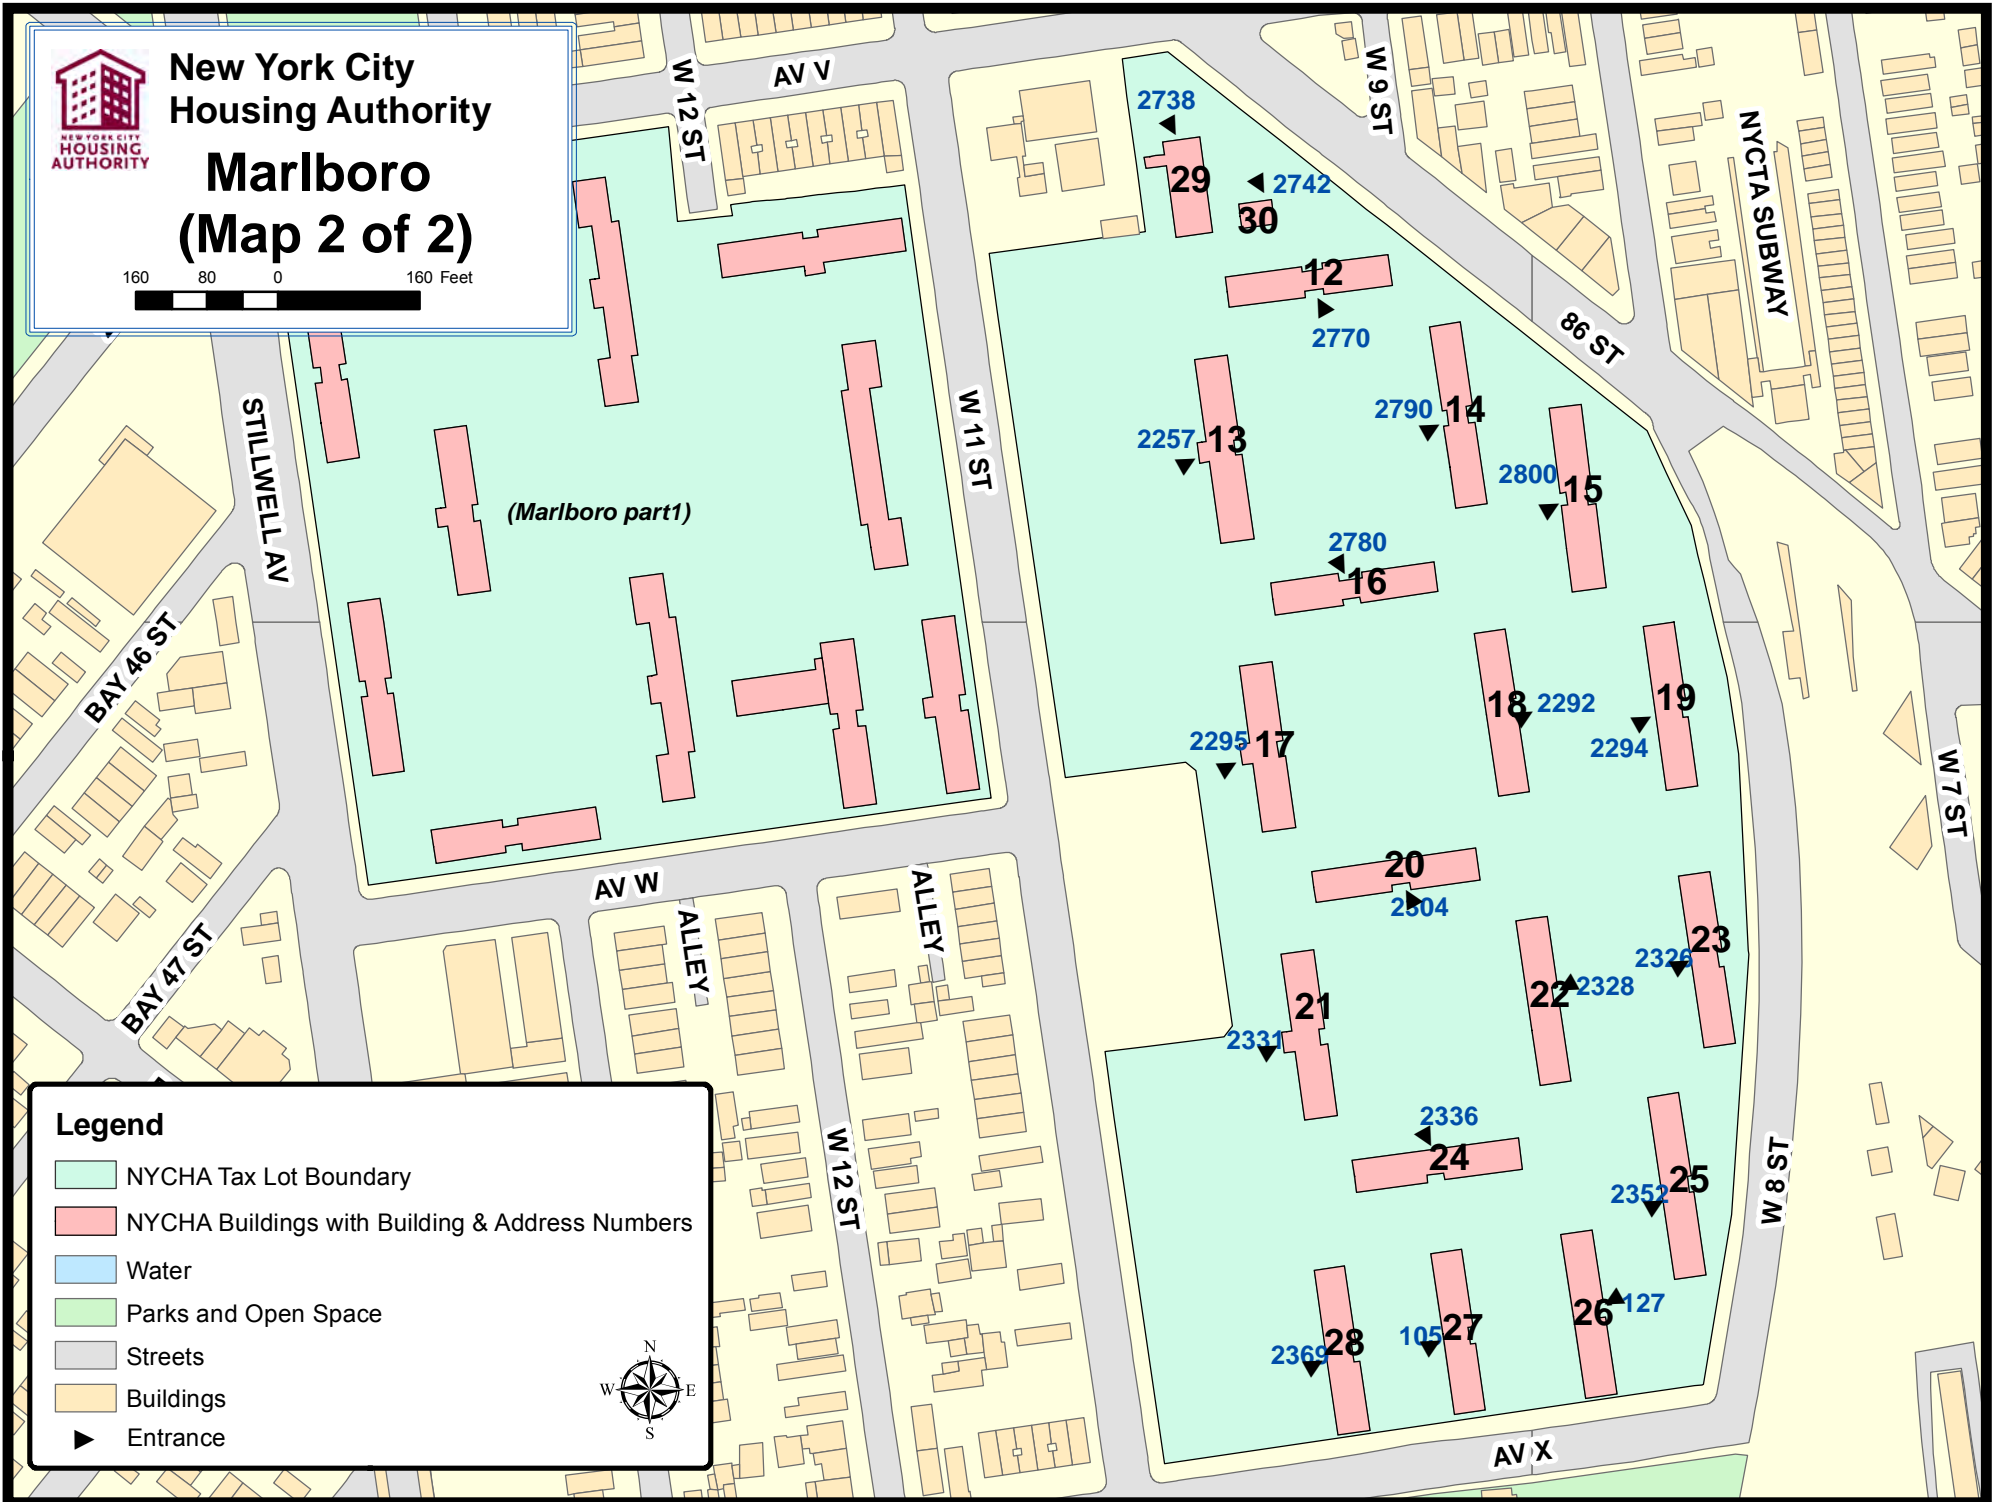 New York City
Housing Authority
NEW YORK CITY
HOUSING
AUTHORITY
Marlboro
(Map 2 of 2)
160 80 0 160 Feet
W 12 ST
AV V
W 9 ST
NYCTA SUBWAY
86 ST
STILLWELL AV
W 11 ST
(Marlboro part1)
BAY 46 ST
BAY 47 ST
AV W
ALLEY
ALLEY
W 12 ST
W 7 ST
W 8 ST
AV X
2738
29
2742
30
12
2770
2790
14
2257
13
2800
15
2780
16
18
2292
19
2294
2295
17
20
2304
23
2326
22
2328
21
2331
2336
24
25
2352
26
127
27
105
28
2369
Legend
NYCHA Tax Lot Boundary
NYCHA Buildings with Building & Address Numbers
Water
Parks and Open Space
Streets
Buildings
Entrance
N
W E
S